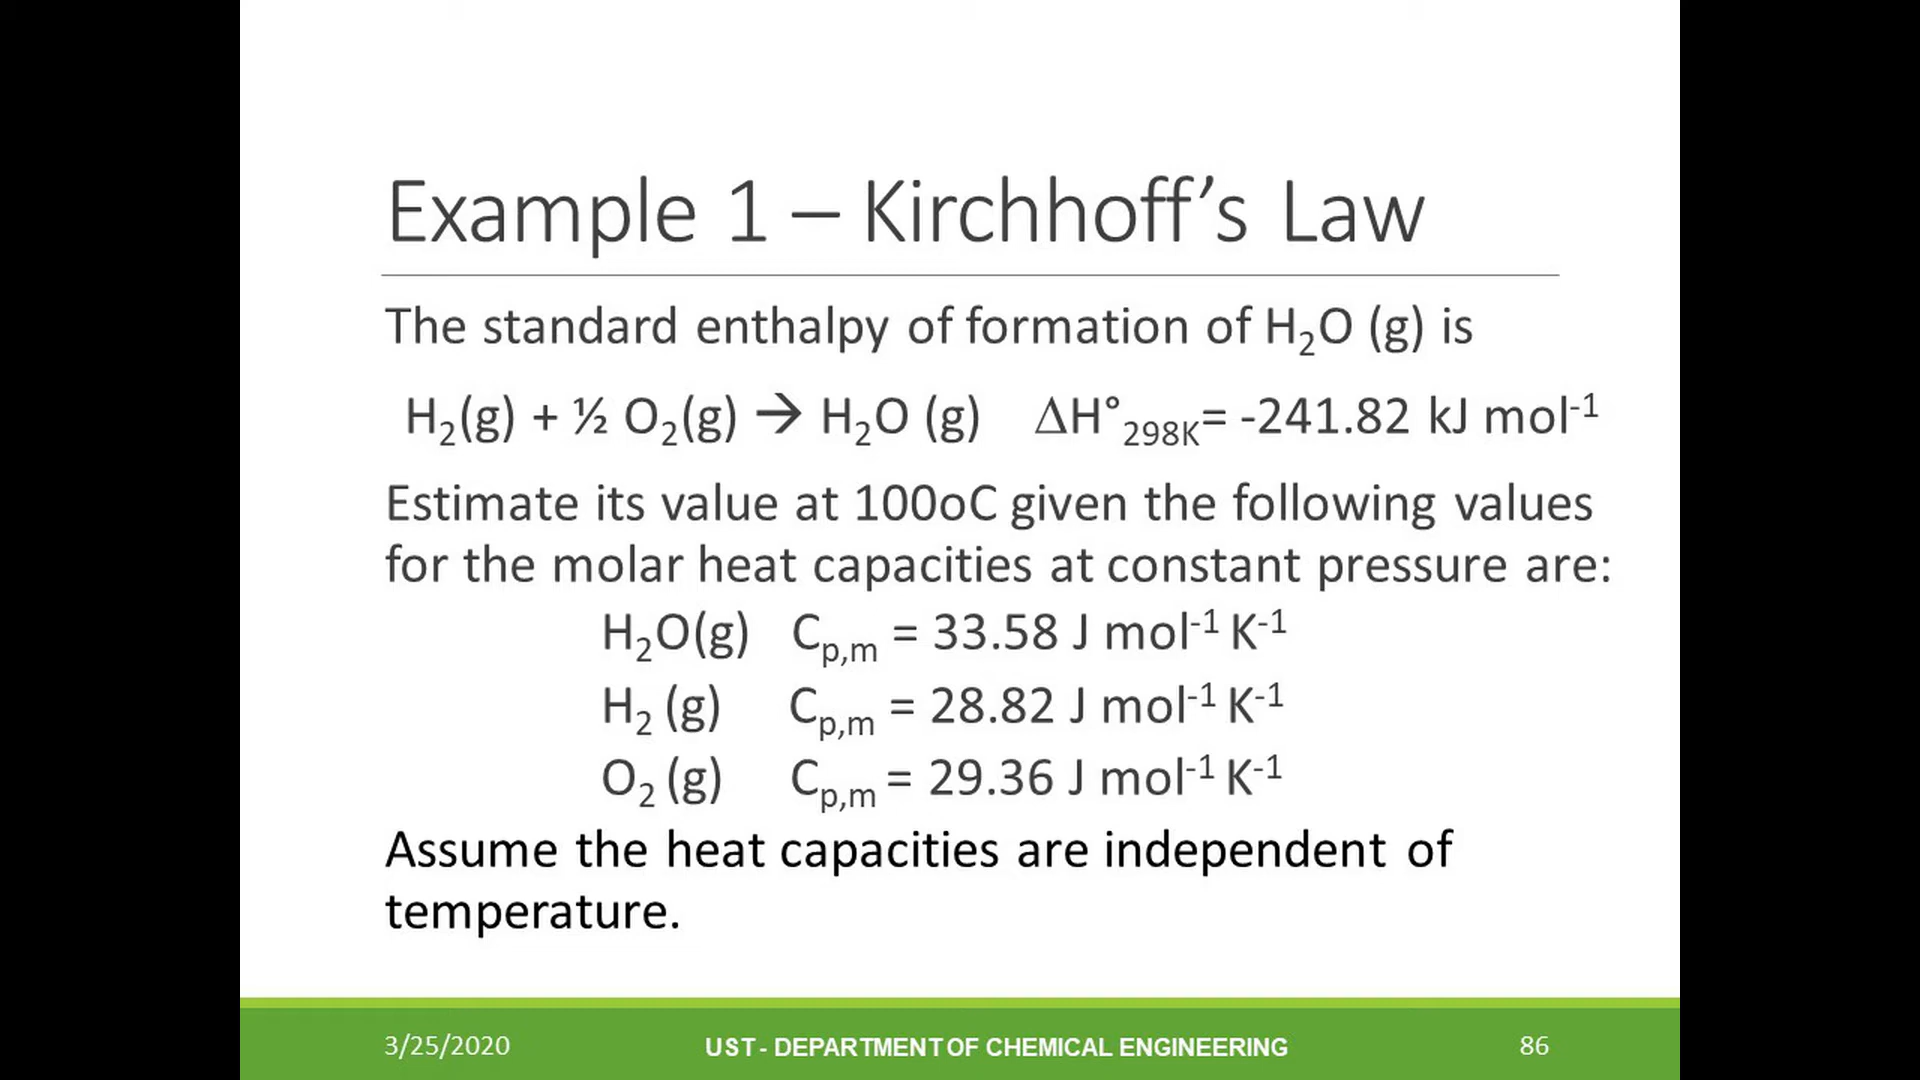 Example 1 – Kirchhoff’s Law
The standard enthalpy of formation of H₂O (g) is
H₂(g) + ½ O₂(g) → H₂O (g) ΔH°₂₉₈K= -241.82 kJ mol⁻¹
Estimate its value at 100oC given the following values
for the molar heat capacities at constant pressure are:
H₂O(g) Cp,m = 33.58 J mol⁻¹ K⁻¹
H₂ (g) Cp,m = 28.82 J mol⁻¹ K⁻¹
O₂ (g) Cp,m = 29.36 J mol⁻¹ K⁻¹
Assume the heat capacities are independent of
temperature.
3/25/2020 UST - DEPARTMENT OF CHEMICAL ENGINEERING 86